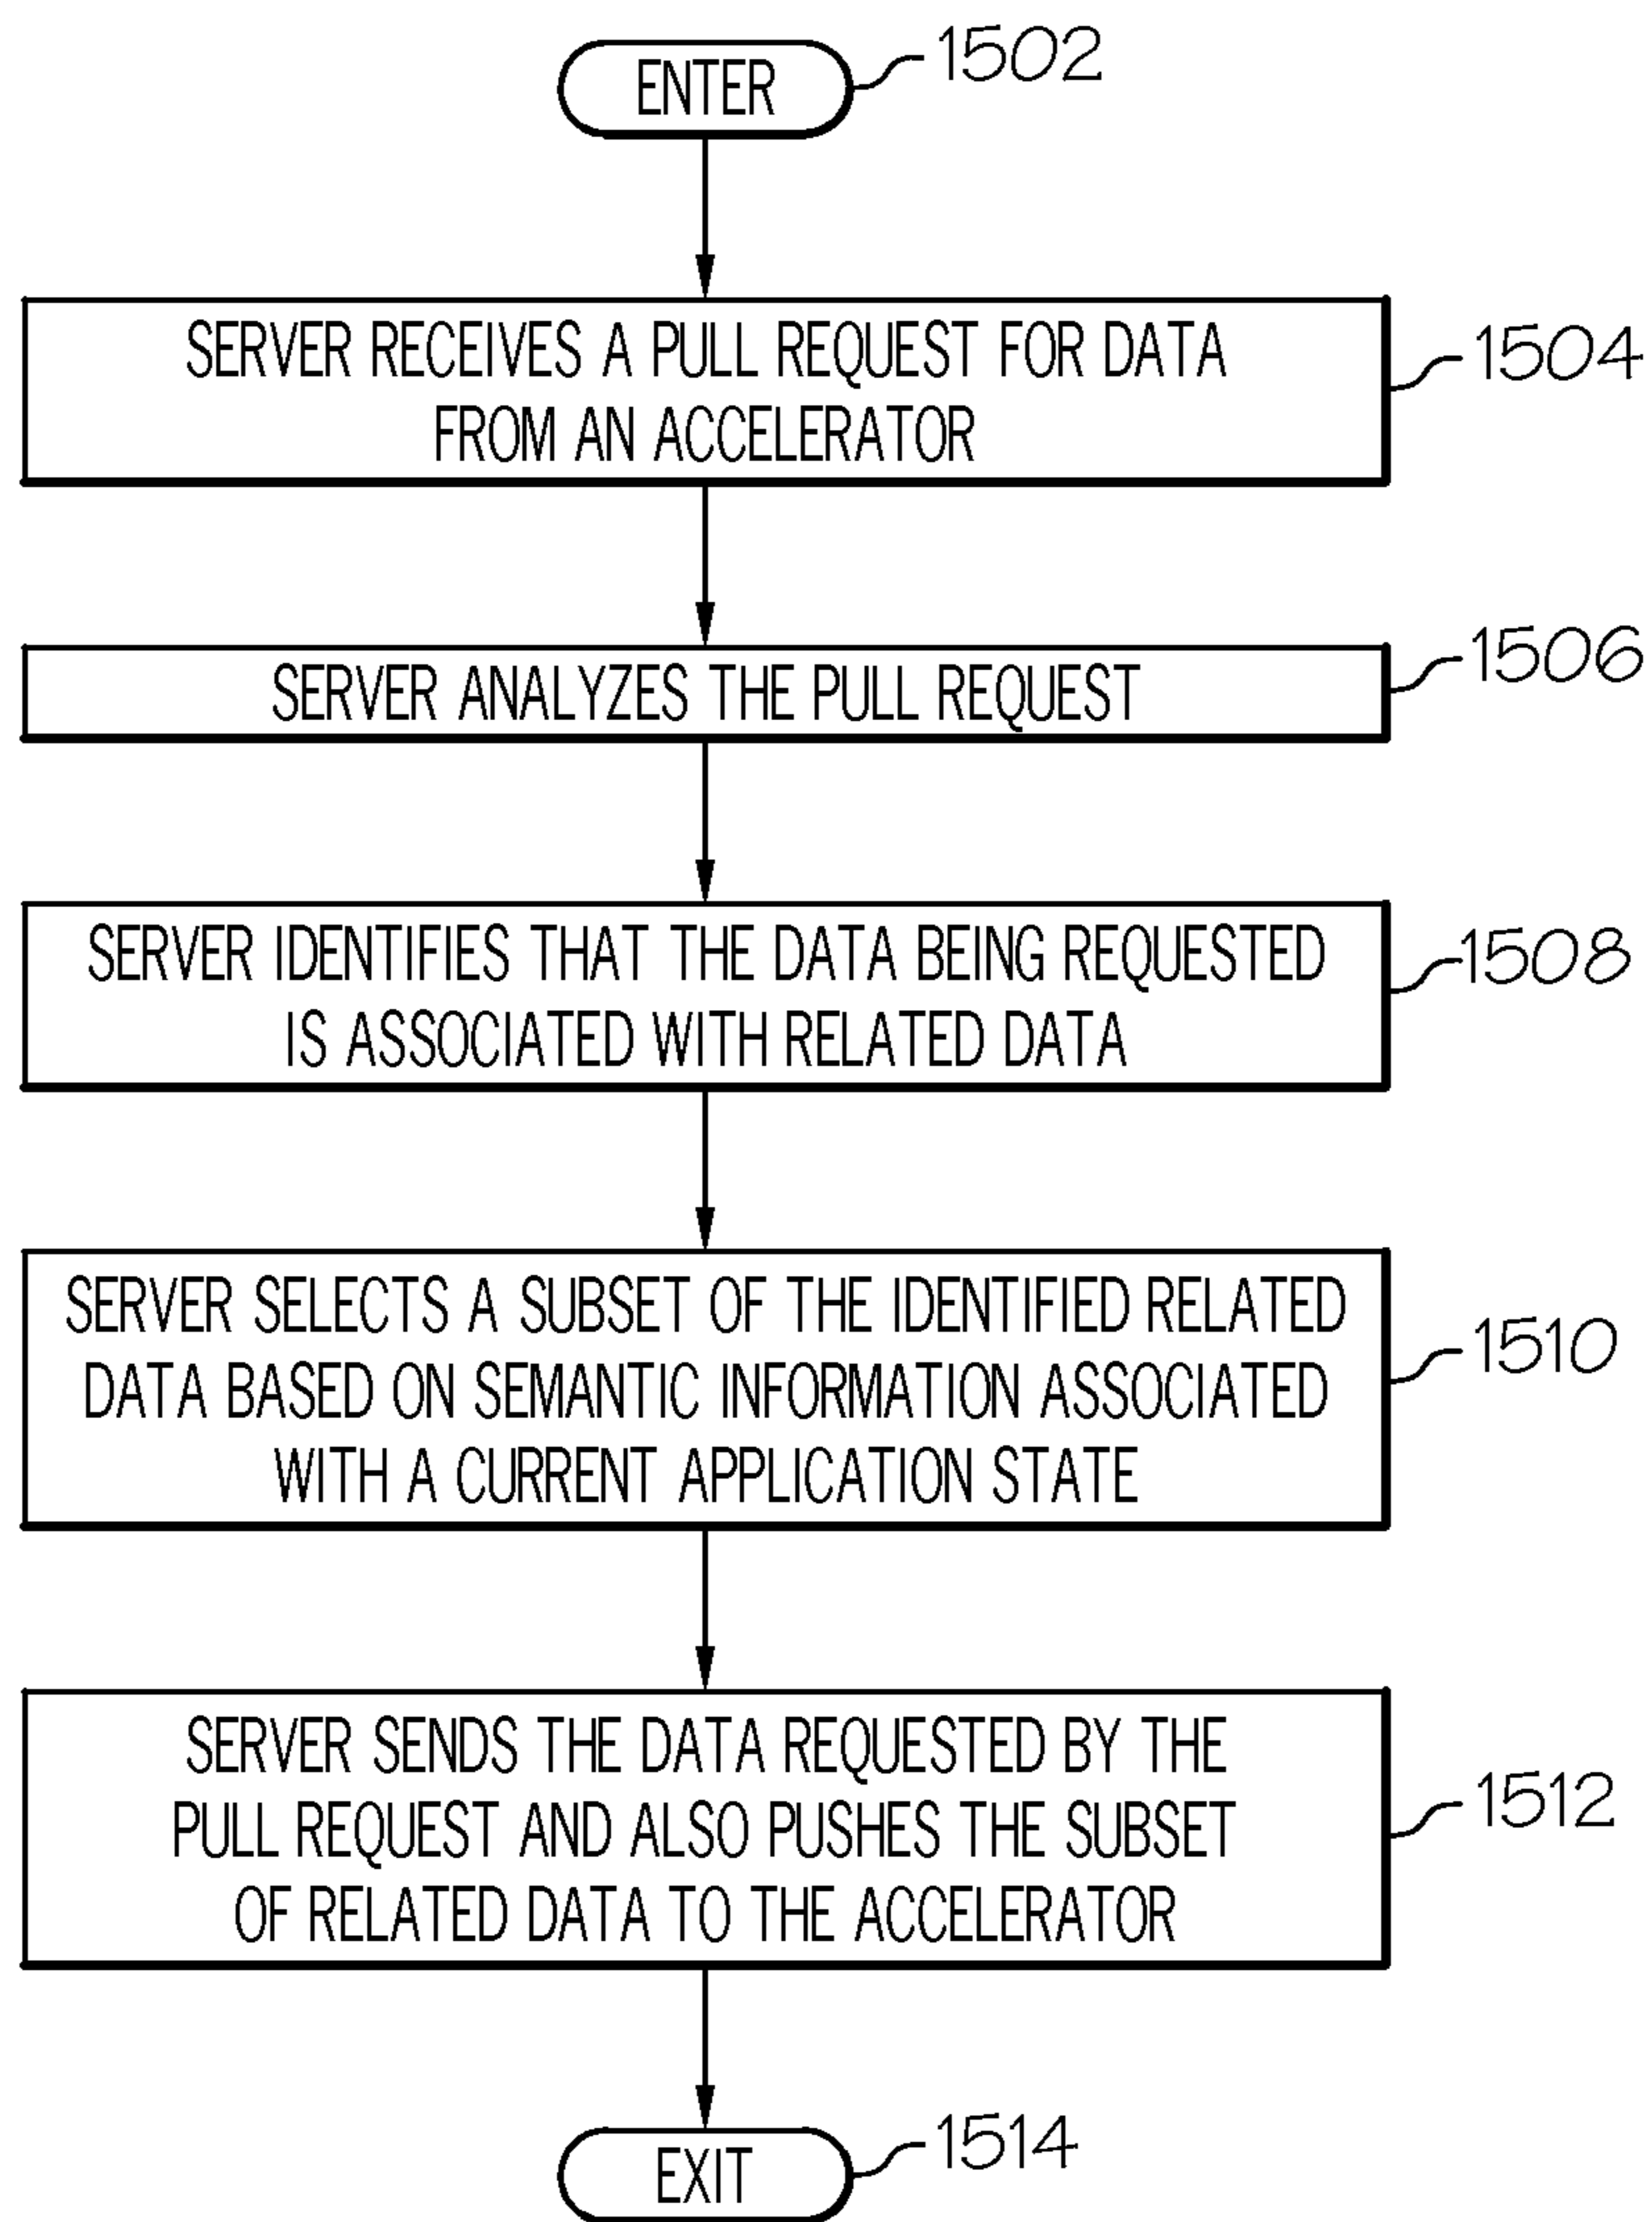 ENTER
1502
SERVER RECEIVES A PULL REQUEST FOR DATA
FROM AN ACCELERATOR
1504
SERVER ANALYZES THE PULL REQUEST
1506
SERVER IDENTIFIES THAT THE DATA BEING REQUESTED
IS ASSOCIATED WITH RELATED DATA
1508
SERVER SELECTS A SUBSET OF THE IDENTIFIED RELATED
DATA BASED ON SEMANTIC INFORMATION ASSOCIATED
WITH A CURRENT APPLICATION STATE
1510
SERVER SENDS THE DATA REQUESTED BY THE
PULL REQUEST AND ALSO PUSHES THE SUBSET
OF RELATED DATA TO THE ACCELERATOR
1512
EXIT
1514